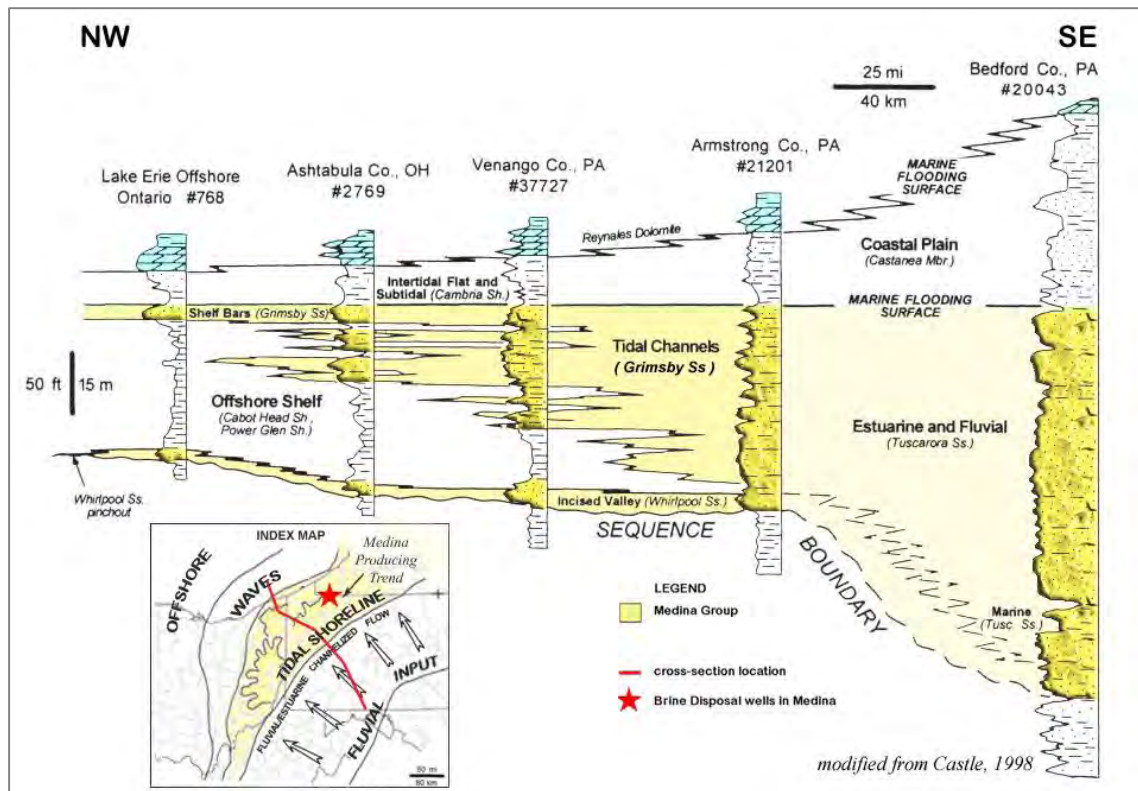 NW
SE
25 mi
40 km
Bedford Co., PA
#20043
Armstrong Co., PA
#21201
Venango Co., PA
#37727
Ashtabula Co., OH
#2769
Lake Erie Offshore
Ontario #768
MARINE
FLOODING
SURFACE
Reynales Dolomite
Coastal Plain
(Castanea Mbr.)
Intertidal Flat and
Subtidal (Cambria Sh.)
MARINE FLOODING
SURFACE
Shelf Bars (Grimsby Ss)
Tidal Channels
(Grimsby Ss)
50 ft
15 m
Offshore Shelf
(Cabot Head Sh.,
Power Glen Sh.)
Estuarine and Fluvial
(Tuscarora Ss.)
Whirlpool Ss.
pinchout
Incised Valley (Whirlpool Ss.)
SEQUENCE
BOUNDARY
Marine
(Tusc. Ss.)
INDEX MAP
Medina
Producing
Trend
OFFSHORE
WAVES
TIDAL SHORELINE
FLUVIAL/ESTUARINE CHANNELIZED FLOW
FLUVIAL
INPUT
50 mi
80 km
LEGEND
Medina Group
cross-section location
Brine Disposal wells in Medina
modified from Castle, 1998